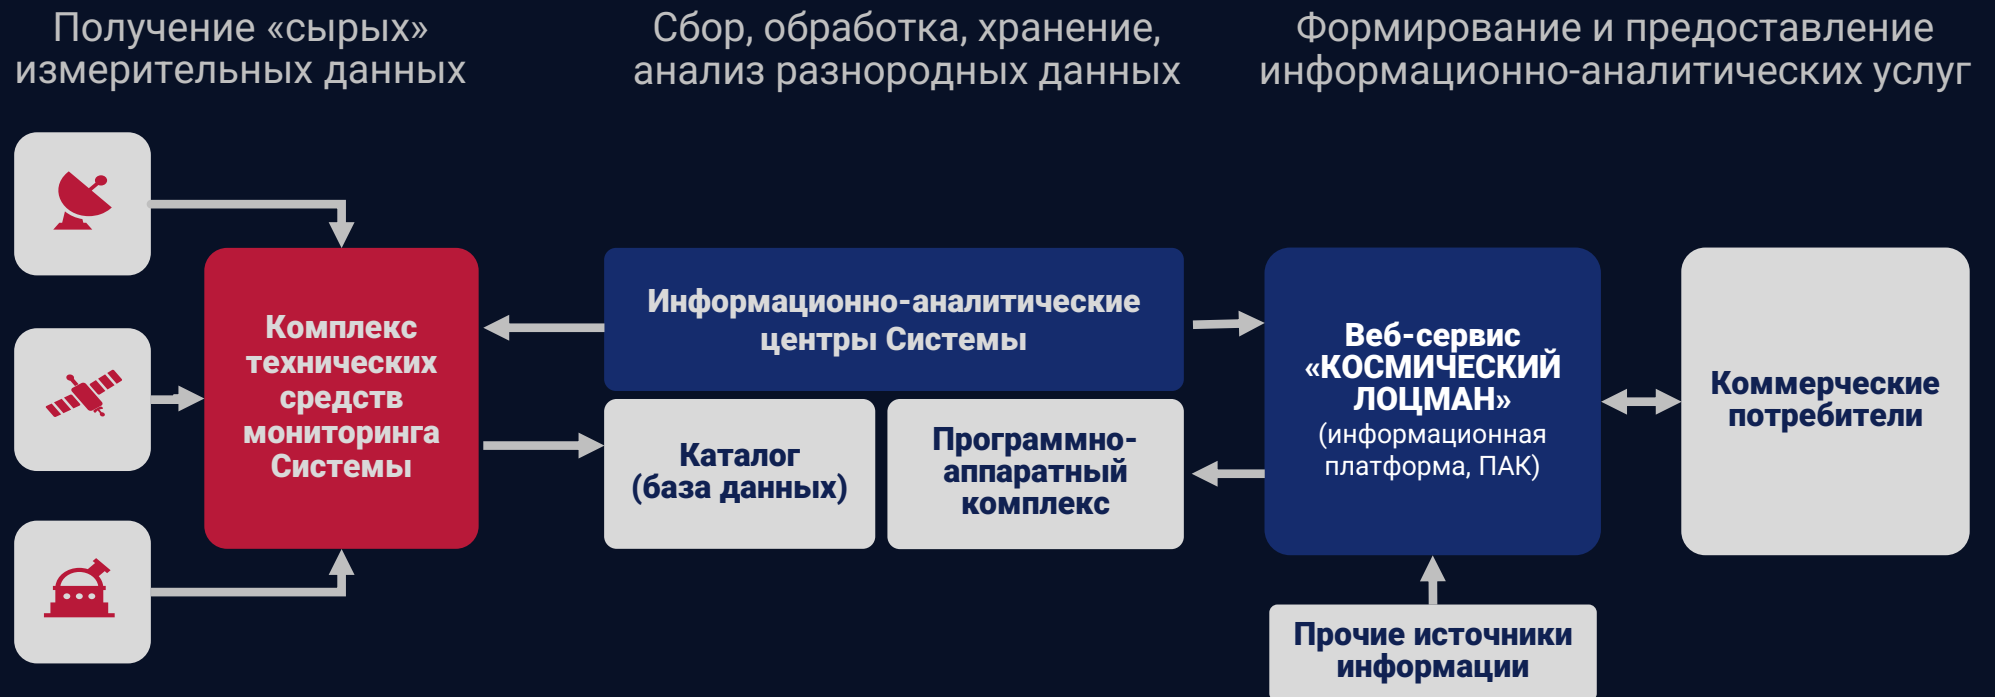 Получение «сырых»
измерительных данных
Сбор, обработка, хранение,
анализ разнородных данных
Формирование и предоставление
информационно-аналитических услуг
Комплекс
технических
средств
мониторинга
Системы
Информационно-аналитические
центры Системы
Каталог
(база данных)
Программно-
аппаратный
комплекс
Веб-сервис
«КОСМИЧЕСКИЙ
ЛОЦМАН»
(информационная
платформа, ПАК)
Коммерческие
потребители
Прочие источники
информации